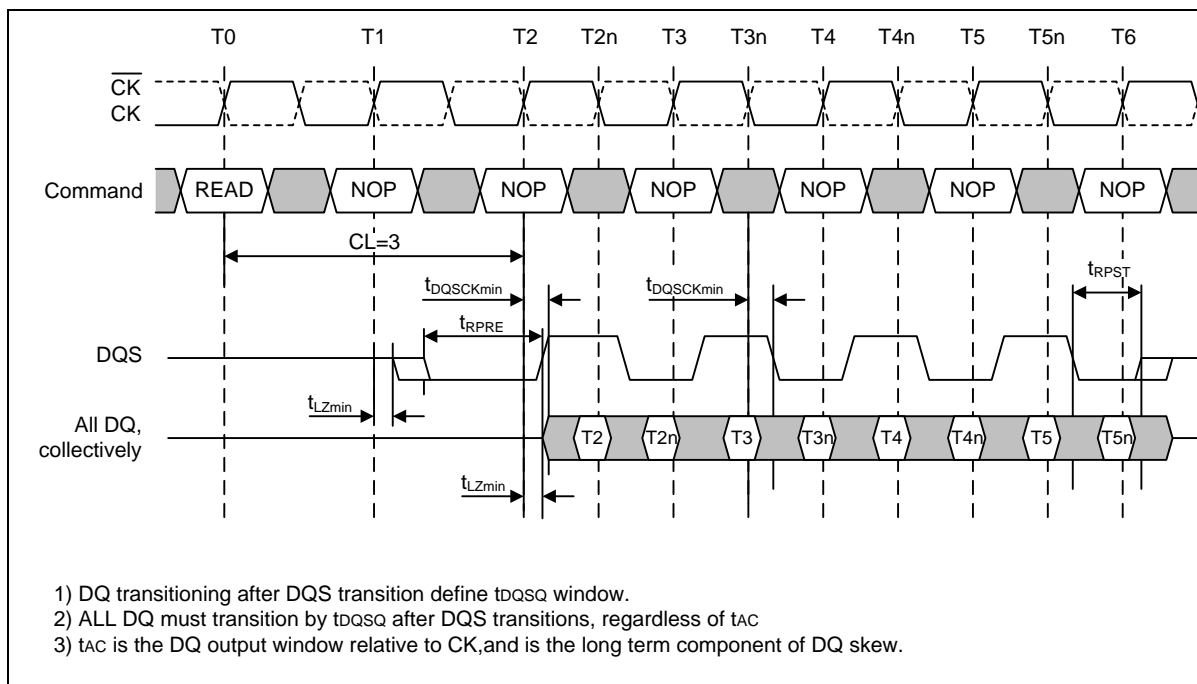 T0 T1 T2 T2n T3 T3n T4 T4n T5 T5n T6
CK
CK
Command READ NOP NOP NOP NOP NOP NOP
CL=3
tDQSCKmin tDQSCKmin tRPST
tRPRE
DQS
tLZmin
All DQ,
collectively
T2 T2n T3 T3n T4 T4n T5 T5n
tLZmin
1) DQ transitioning after DQS transition define tDQSQ window.
2) ALL DQ must transition by tDQSQ after DQS transitions, regardless of tAC
3) tAC is the DQ output window relative to CK,and is the long term component of DQ skew.